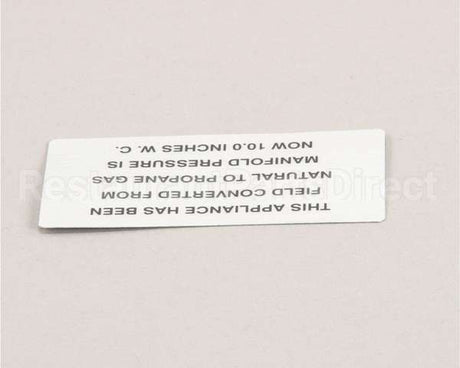 THIS APPLIANCE HAS BEEN
FIELD CONVERTED FROM
NATURAL TO PROPANE GAS
MANIFOLD PRESSURE IS
NOW 10.0 INCHES W. C.